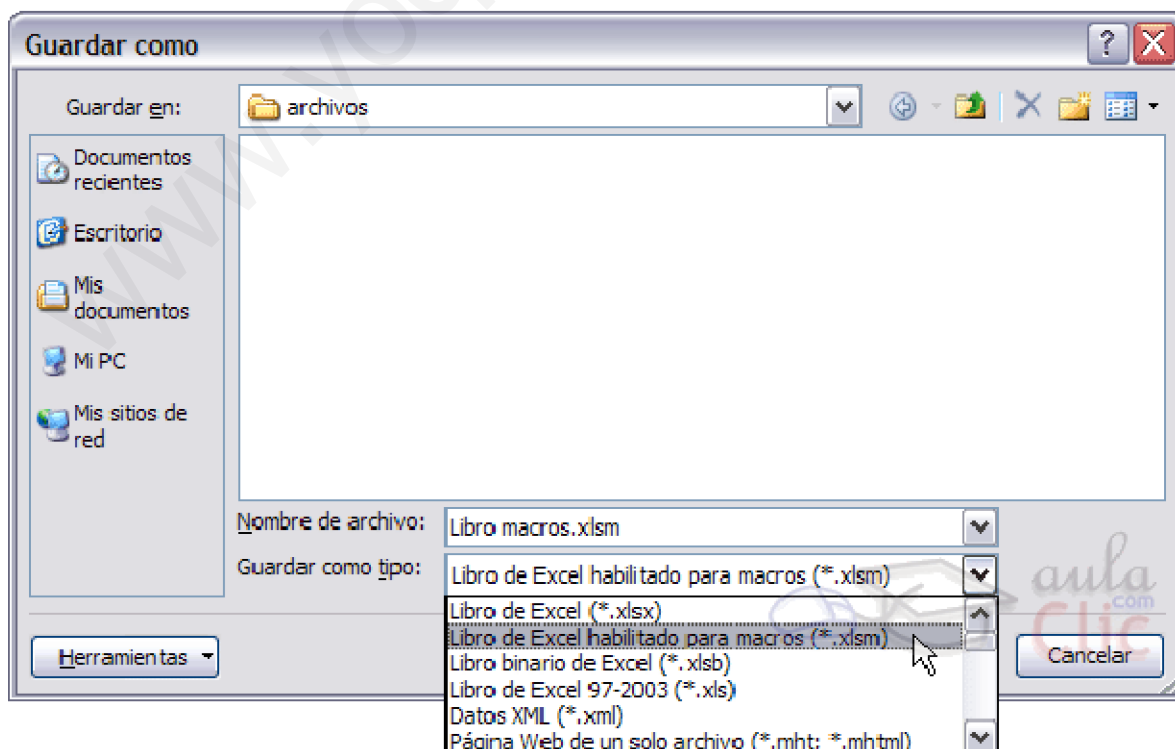 Guardar como
Guardar en:
archivos
Documentos
recientes
Escritorio
Mis
documentos
Mi PC
Mis sitios de
red
Nombre de archivo:
Libro macros.xlsm
Guardar como tipo:
Libro de Excel habilitado para macros (*.xlsm)
Libro de Excel (*.xlsx)
Libro de Excel habilitado para macros (*.xlsm)
Libro binario de Excel (*.xlsb)
Libro de Excel 97-2003 (*.xls)
Datos XML (*.xml)
Página Web de un solo archivo (*.mht; *.mhtml)
Herramientas
Cancelar
aula
Clic
.com